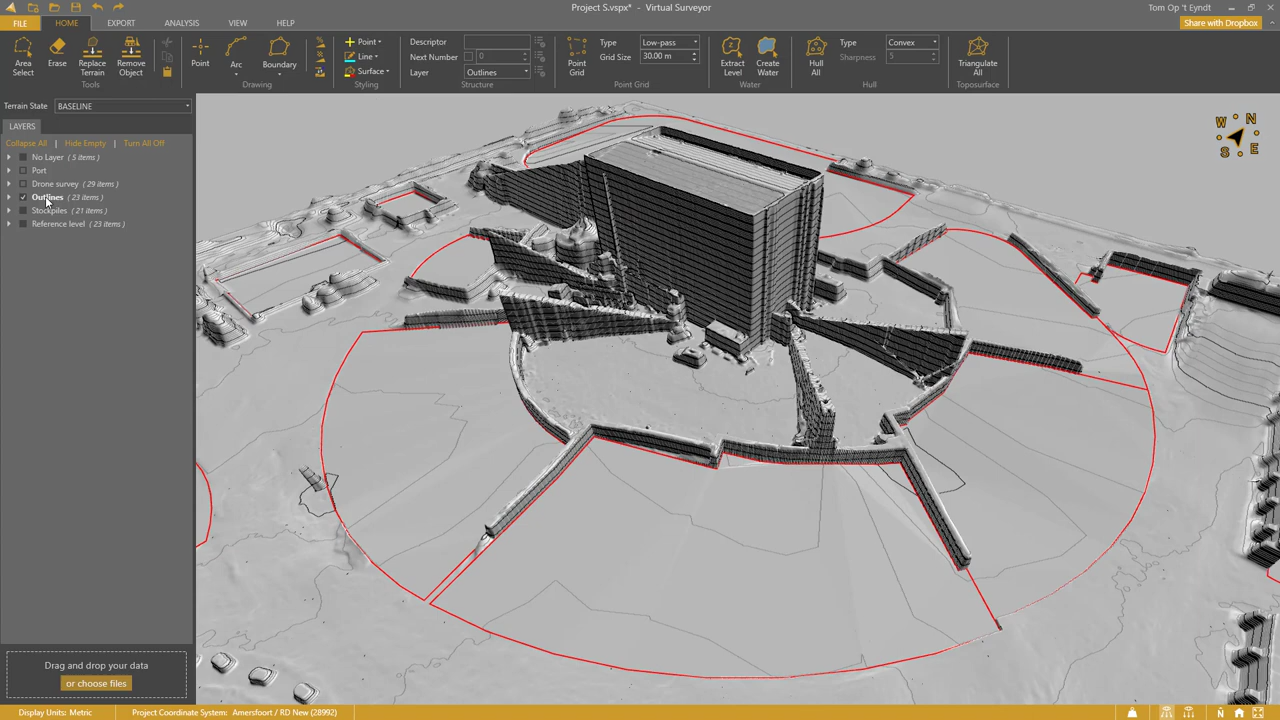 Project S.vspx* - Virtual Surveyor
Tom Op 't Eyndt
FILE HOME EXPORT ANALYSIS VIEW HELP
Share with Dropbox
Area Select
Erase
Replace Terrain
Remove Object
Tools
Point
Arc
Boundary
Drawing
Point
Line
Surface
Styling
Descriptor
Next Number 0
Layer Outlines
Structure
Point Grid
Type Low-pass
Grid Size 30.00 m
Point Grid
Extract Level
Create Water
Water
Hull All
Type Convex
Sharpness 5
Hull
Triangulate All
Toposurface
Terrain State BASELINE
LAYERS
Collapse All | Hide Empty | Turn All Off
No Layer ( 5 items )
Port
Drone survey ( 29 items )
Outlines ( 23 items )
Stockpiles ( 21 items )
Reference level ( 23 items )
W N
S E
Drag and drop your data
or choose files
Display Units: Metric
Project Coordinate System: Amersfoort / RD New (28992)
N